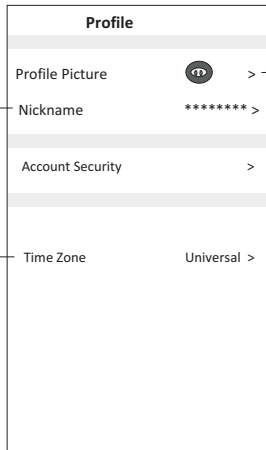 Profile
Profile Picture >
Nickname ******** >
Account Security >
Time Zone Universal >